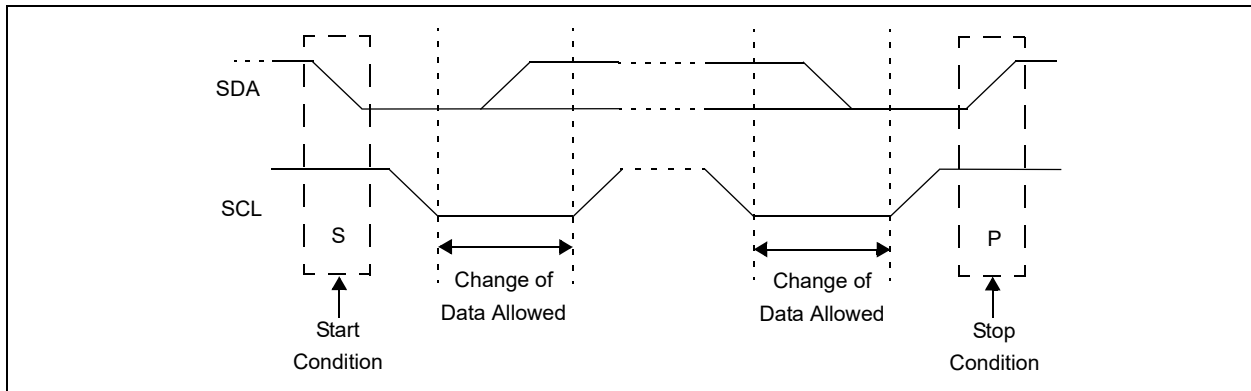 SDA
SCL
S
P
Change of
Data Allowed
Change of
Data Allowed
Start
Condition
Stop
Condition